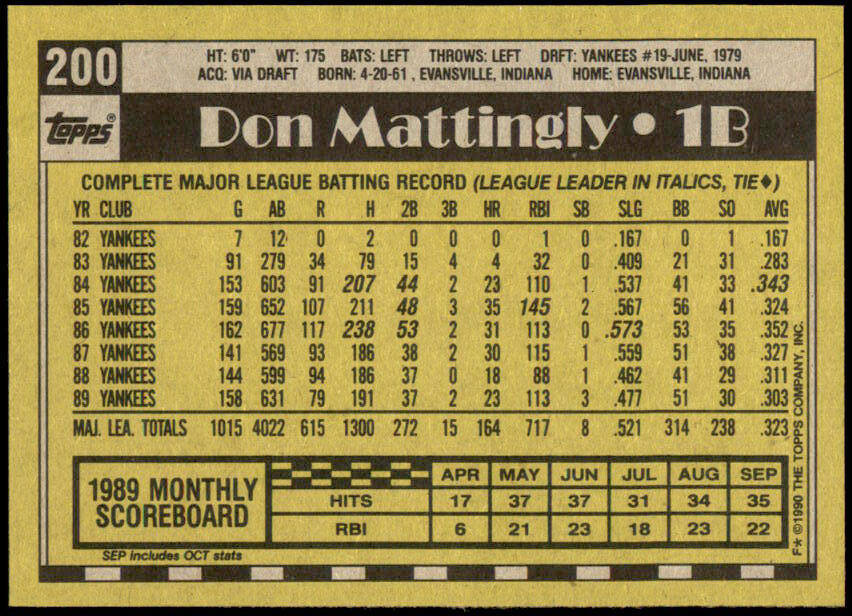 200
HT: 6'0" WT: 175 BATS: LEFT THROWS: LEFT DRFT: YANKEES #19-JUNE, 1979
ACQ: VIA DRAFT BORN: 4-20-61 , EVANSVILLE, INDIANA HOME: EVANSVILLE, INDIANA
topps®
Don Mattingly • 1B
COMPLETE MAJOR LEAGUE BATTING RECORD (LEAGUE LEADER IN ITALICS, TIE♦)
YR CLUB G AB R H 2B 3B HR RBI SB SLG BB SO AVG
82 YANKEES 7 12 0 2 0 0 0 1 0 .167 0 1 .167
83 YANKEES 91 279 34 79 15 4 4 32 0 .409 21 31 .283
84 YANKEES 153 603 91 207 44 2 23 110 1 .537 41 33 .343
85 YANKEES 159 652 107 211 48 3 35 145 2 .567 56 41 .324
86 YANKEES 162 677 117 238 53 2 31 113 0 .573 53 35 .352
87 YANKEES 141 569 93 186 38 2 30 115 1 .559 51 38 .327
88 YANKEES 144 599 94 186 37 0 18 88 1 .462 41 29 .311
89 YANKEES 158 631 79 191 37 2 23 113 3 .477 51 30 .303
MAJ. LEA. TOTALS 1015 4022 615 1300 272 15 164 717 8 .521 314 238 .323
1989 MONTHLY
SCOREBOARD
APR MAY JUN JUL AUG SEP
HITS 17 37 37 31 34 35
RBI 6 21 23 18 23 22
SEP includes OCT stats
F* ©1990 THE TOPPS COMPANY, INC.